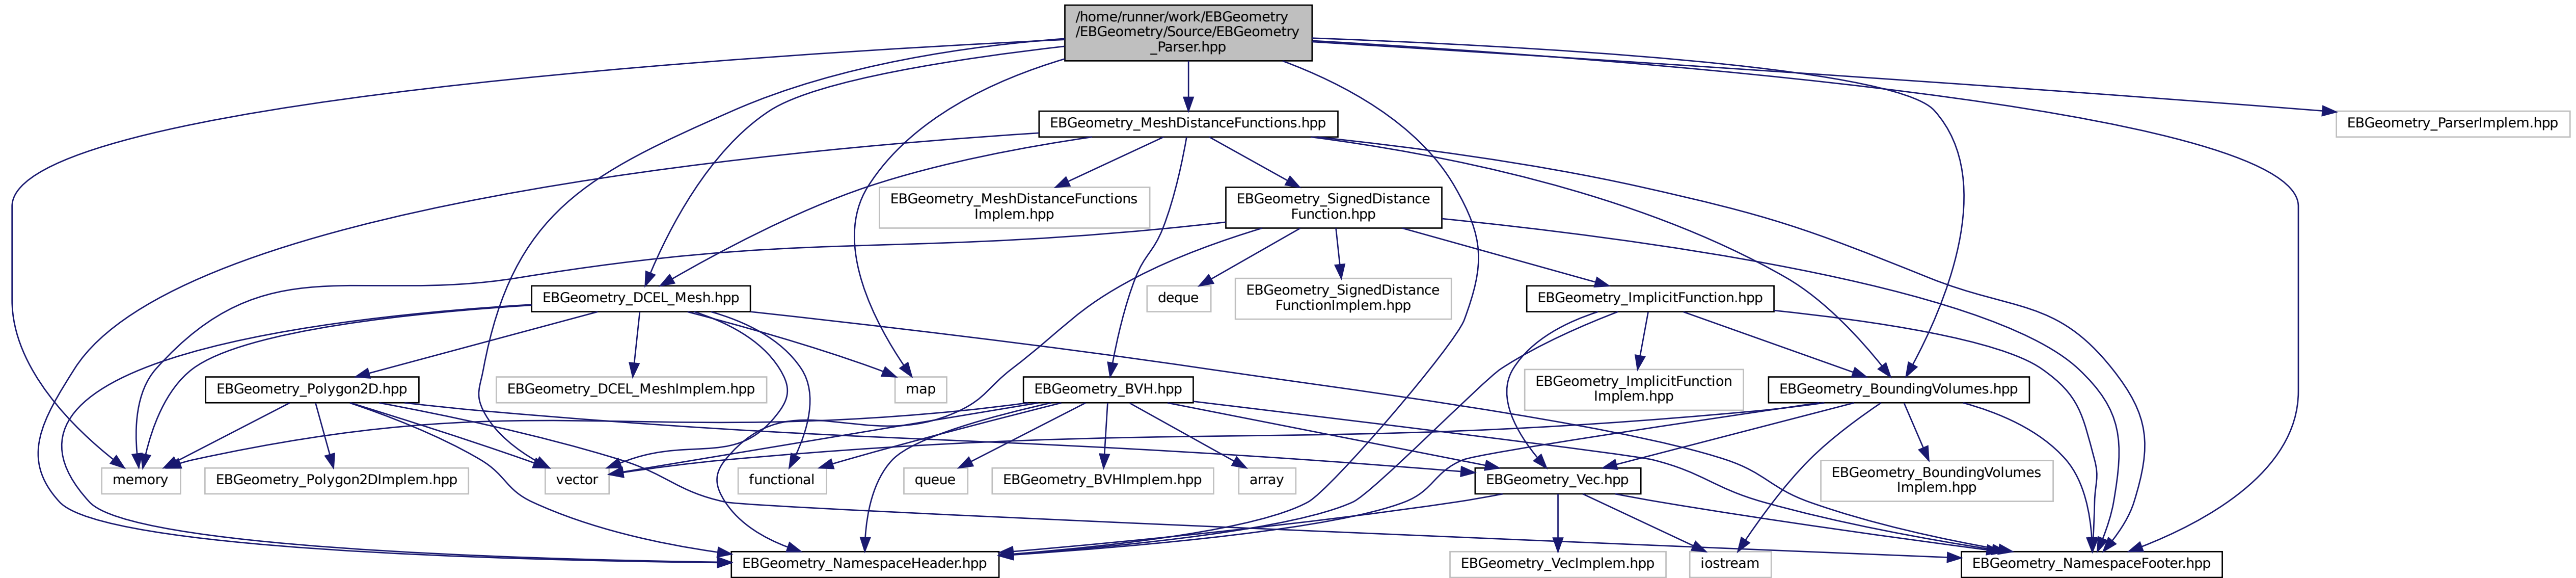 /home/runner/work/EBGeometry
/EBGeometry/Source/EBGeometry
_Parser.hpp
EBGeometry_MeshDistanceFunctions.hpp
EBGeometry_ParserImplem.hpp
EBGeometry_MeshDistanceFunctions
Implem.hpp
EBGeometry_SignedDistance
Function.hpp
EBGeometry_DCEL_Mesh.hpp
deque
EBGeometry_SignedDistance
FunctionImplem.hpp
EBGeometry_ImplicitFunction.hpp
EBGeometry_Polygon2D.hpp
EBGeometry_DCEL_MeshImplem.hpp
map
EBGeometry_BVH.hpp
EBGeometry_ImplicitFunction
Implem.hpp
EBGeometry_BoundingVolumes.hpp
memory
EBGeometry_Polygon2DImplem.hpp
vector
functional
queue
EBGeometry_BVHImplem.hpp
array
EBGeometry_Vec.hpp
EBGeometry_BoundingVolumes
Implem.hpp
EBGeometry_NamespaceHeader.hpp
EBGeometry_VecImplem.hpp
iostream
EBGeometry_NamespaceFooter.hpp